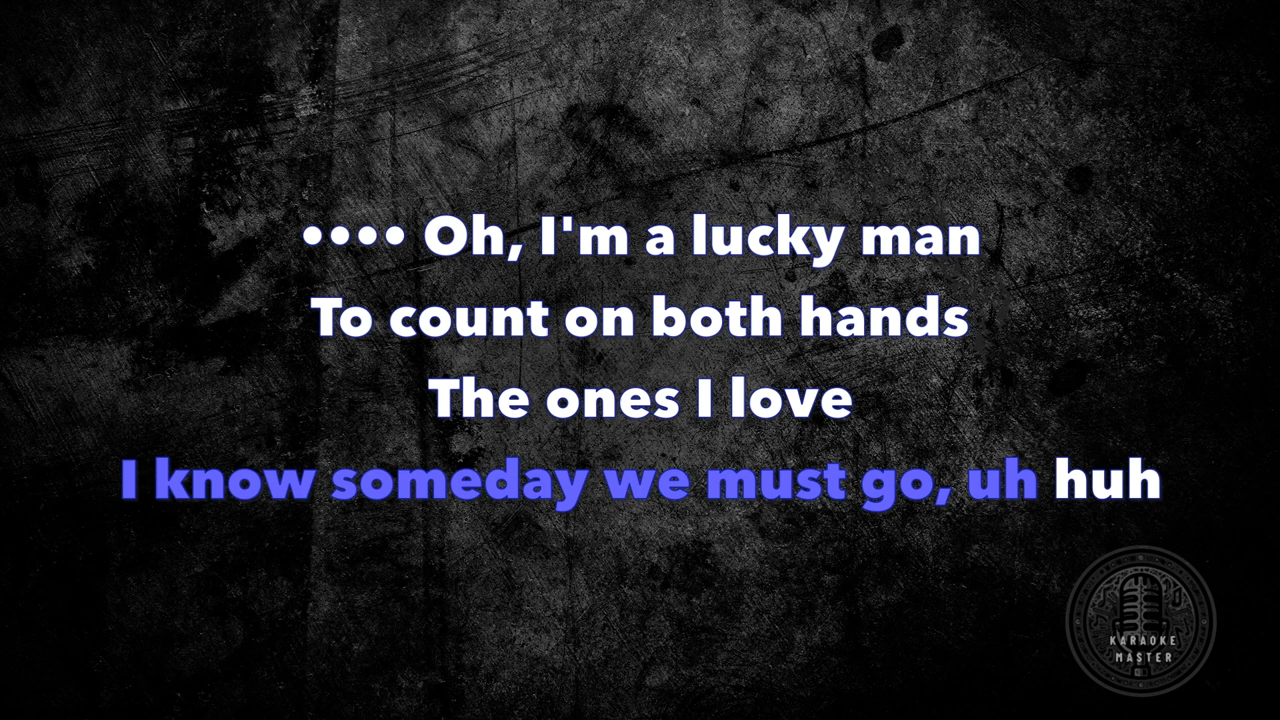 •••• Oh, I'm a lucky man
To count on both hands
The ones I love
I know someday we must go, uh huh
KARAOKE
MASTER